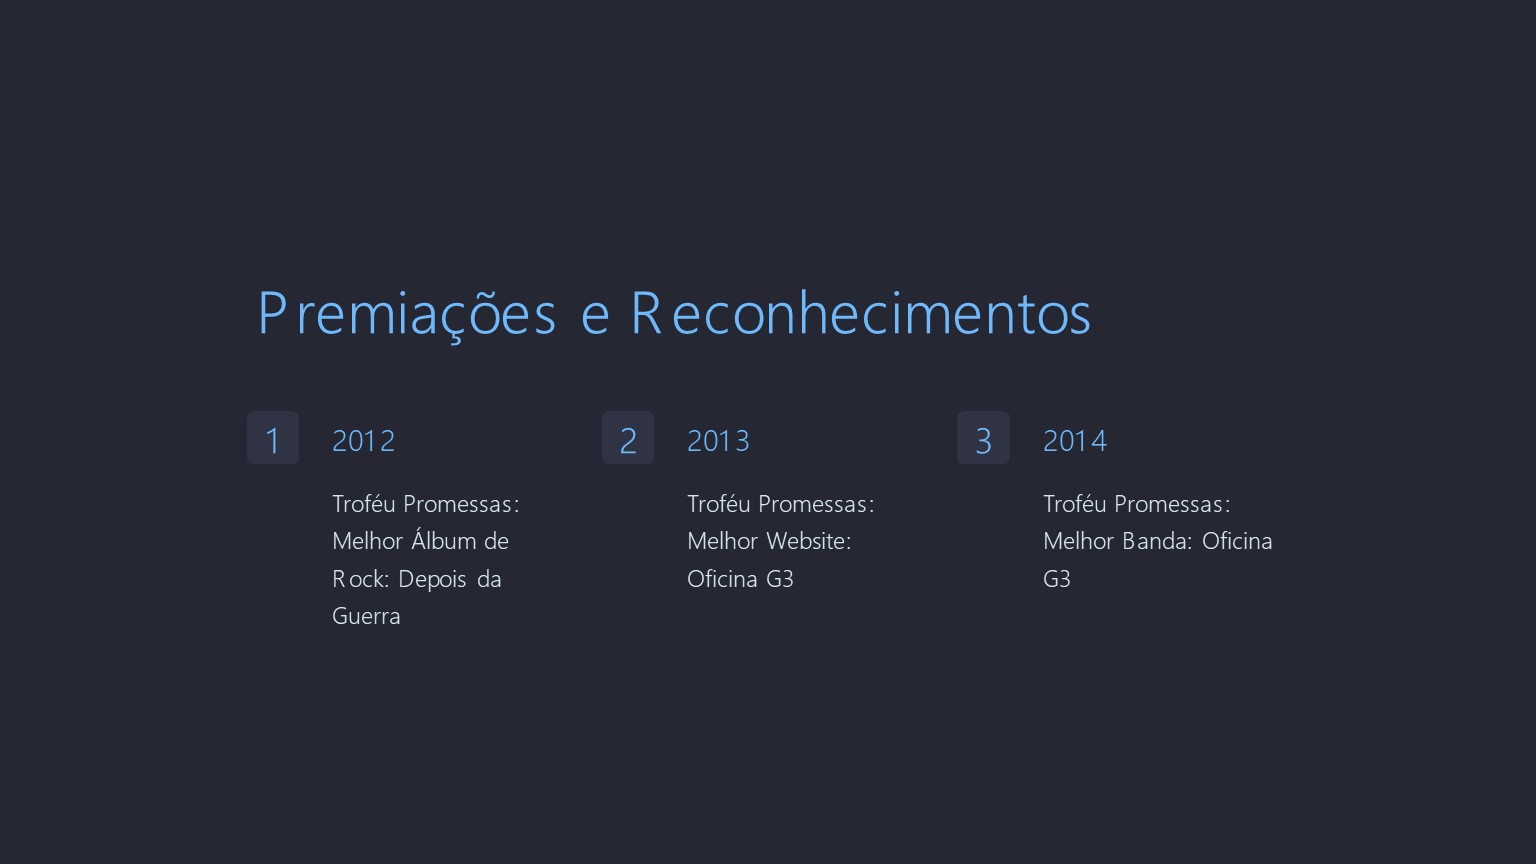 Premiações e Reconhecimentos
1
2012
Troféu Promessas:
Melhor Álbum de
Rock: Depois da
Guerra
2
2013
Troféu Promessas:
Melhor Website:
Oficina G3
3
2014
Troféu Promessas:
Melhor Banda: Oficina
G3